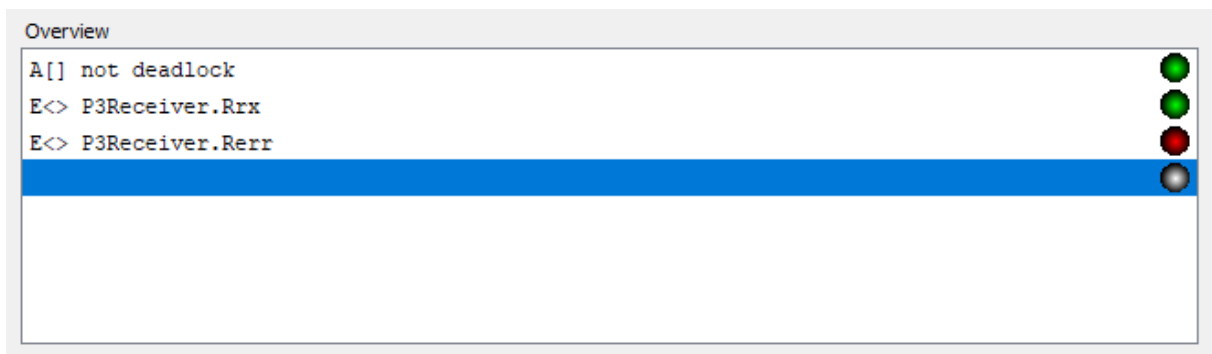 Overview
A[] not deadlock
E<> P3Receiver.Rrx
E<> P3Receiver.Rerr